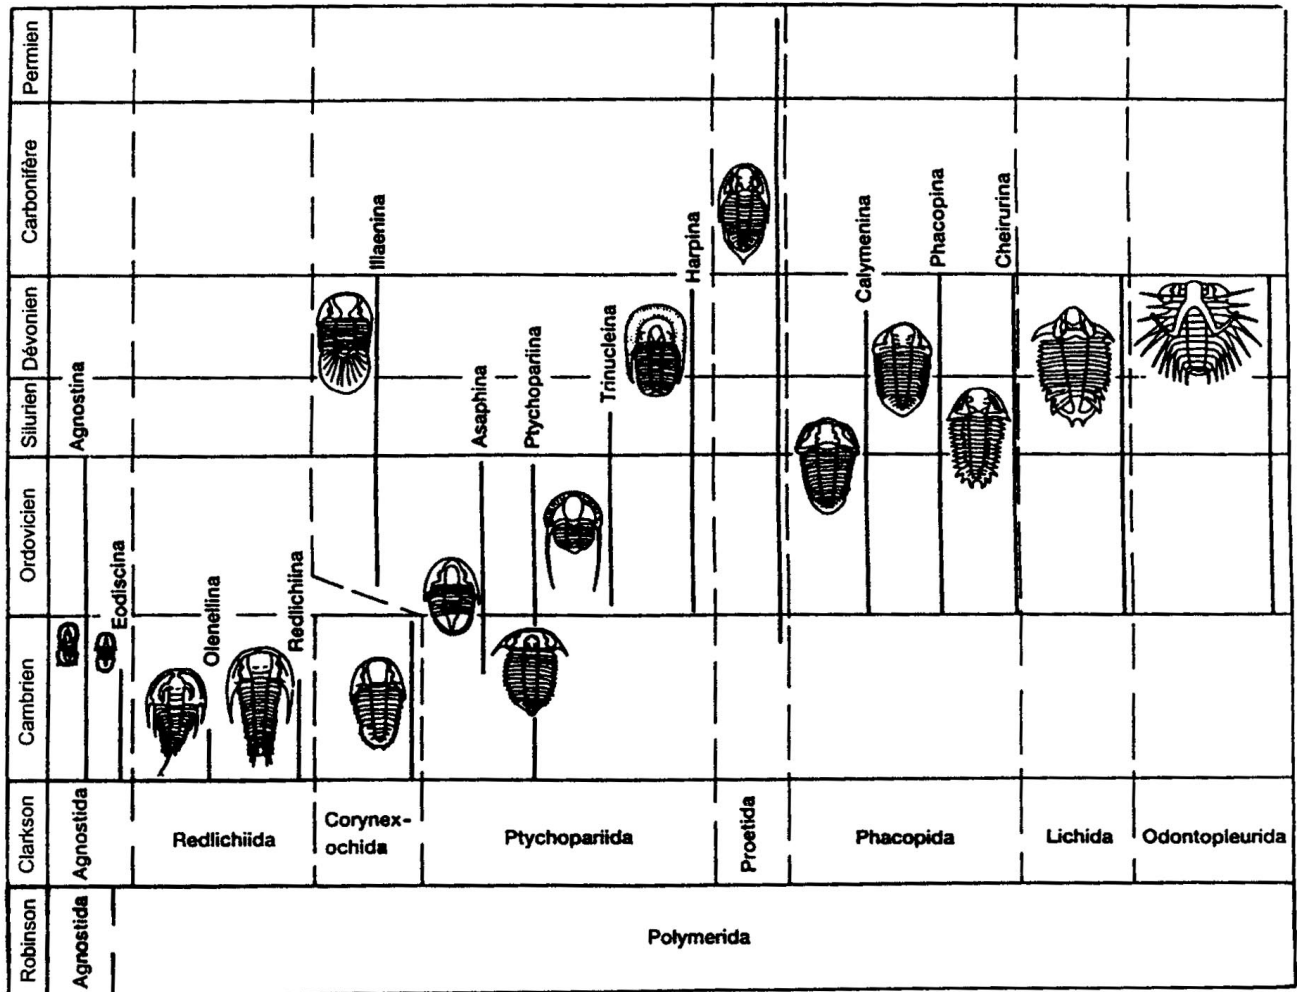 Permien
Carbonifère
Dévonien
Silurien
Ordovicien
Cambrien
Clarkson
Robinson
Agnostina
Eodiscina
Olenellina
Redlichiina
Illaenina
Asaphina
Ptychopariina
Trinucleina
Harpina
Calymenina
Phacopina
Cheirurina
Agnostida
Redlichiida
Corynex-
ochida
Ptychopariida
Proetida
Phacopida
Lichida
Odontopleurida
Agnostida
Polymerida